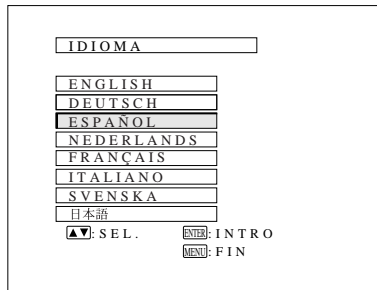 IDIOMA
ENGLISH
DEUTSCH
ESPAÑOL
NEDERLANDS
FRANÇAIS
ITALIANO
SVENSKA
日本語
▲▼:SEL. ENTER:INTRO
MENU:FIN